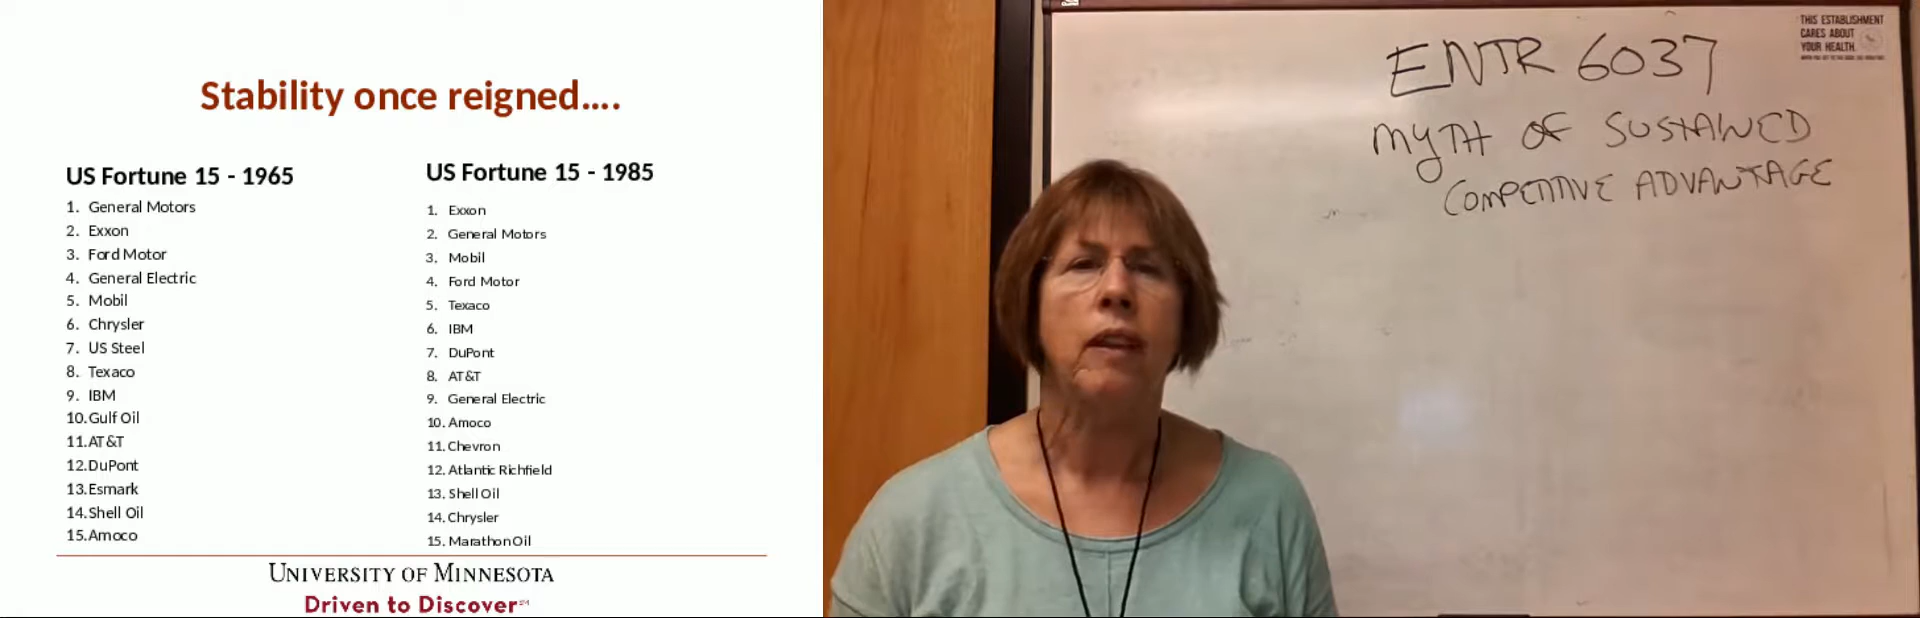 Stability once reigned….
US Fortune 15 - 1965
1. General Motors
2. Exxon
3. Ford Motor
4. General Electric
5. Mobil
6. Chrysler
7. US Steel
8. Texaco
9. IBM
10. Gulf Oil
11. AT&T
12. DuPont
13. Esmark
14. Shell Oil
15. Amoco
US Fortune 15 - 1985
1. Exxon
2. General Motors
3. Mobil
4. Ford Motor
5. Texaco
6. IBM
7. DuPont
8. AT&T
9. General Electric
10. Amoco
11. Chevron
12. Atlantic Richfield
13. Shell Oil
14. Chrysler
15. Marathon Oil
UNIVERSITY OF MINNESOTA
Driven to Discover℠
ENTR 6037
MYTH OF SUSTAINED
COMPETITIVE ADVANTAGE
THIS ESTABLISHMENT
CARES ABOUT
YOUR HEALTH.